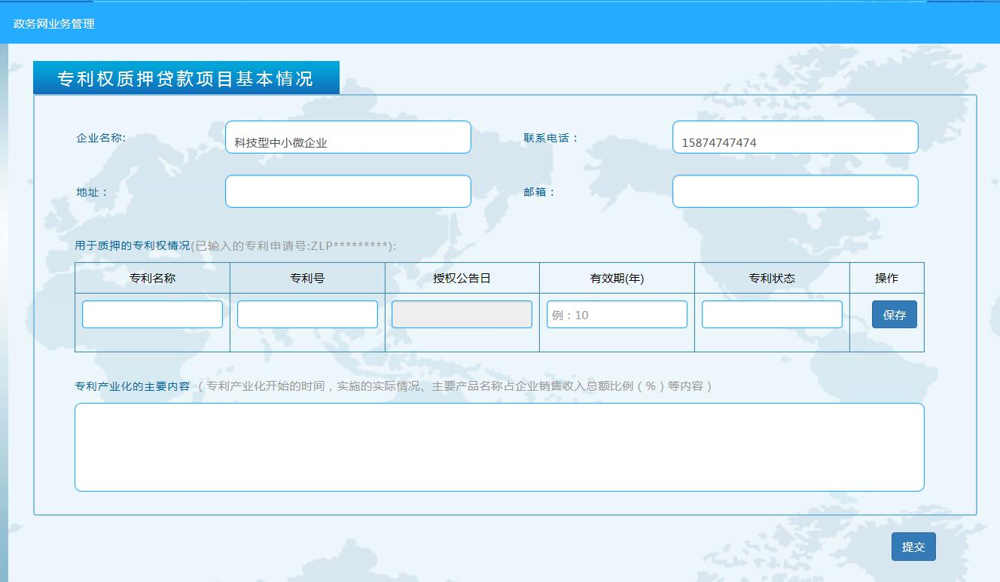 政务网业务管理
专利权质押贷款项目基本情况
企业名称: 科技型中小微企业 联系电话： 15874747474
地址： 邮箱：
用于质押的专利权情况(已输入的专利申请号:ZLP*********):
专利名称 专利号 授权公告日 有效期(年) 专利状态 操作
例：10 保存
专利产业化的主要内容 （专利产业化开始的时间，实施的实际情况、主要产品名称占企业销售收入总额比例（%）等内容）
提交